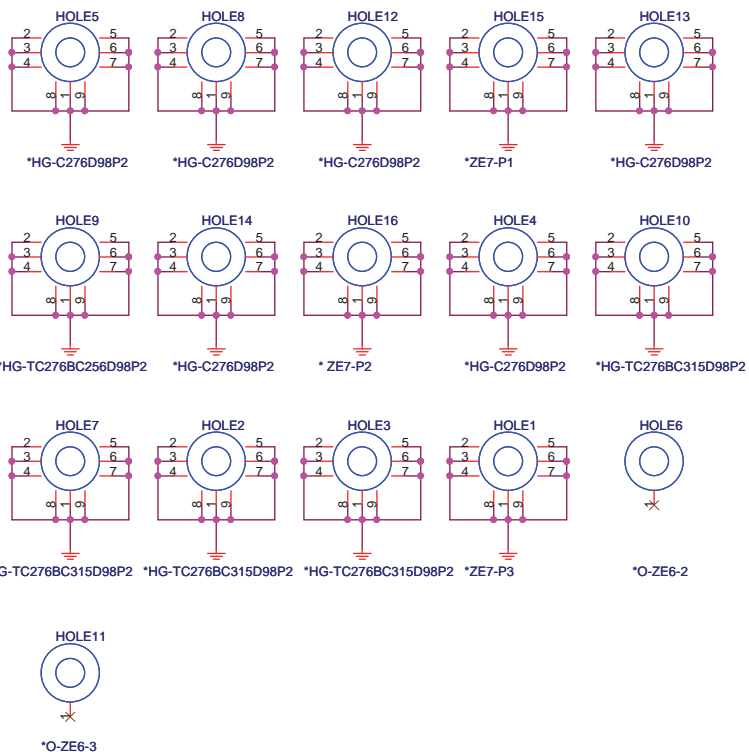 HOLE5 HOLE8 HOLE12 HOLE15 HOLE13
2 5 2 5 2 5 2 5 2 5
3 6 3 6 3 6 3 6 3 6
4 7 4 7 4 7 4 7 4 7
8 1 9 8 1 9 8 1 9 8 1 9 8 1 9
*HG-C276D98P2 *HG-C276D98P2 *HG-C276D98P2 *ZE7-P1 *HG-C276D98P2
HOLE9 HOLE14 HOLE16 HOLE4 HOLE10
2 5 2 5 2 5 2 5 2 5
3 6 3 6 3 6 3 6 3 6
4 7 4 7 4 7 4 7 4 7
8 1 9 8 1 9 8 1 9 8 1 9 8 1 9
*HG-TC276BC256D98P2 *HG-C276D98P2 * ZE7-P2 *HG-C276D98P2 *HG-TC276BC315D98P2
HOLE7 HOLE2 HOLE3 HOLE1 HOLE6
2 5 2 5 2 5 2 5
3 6 3 6 3 6 3 6
4 7 4 7 4 7 4 7
8 1 9 8 1 9 8 1 9 8 1 9 1
G-TC276BC315D98P2 *HG-TC276BC315D98P2 *HG-TC276BC315D98P2 *ZE7-P3 *O-ZE6-2
HOLE11
1
*O-ZE6-3